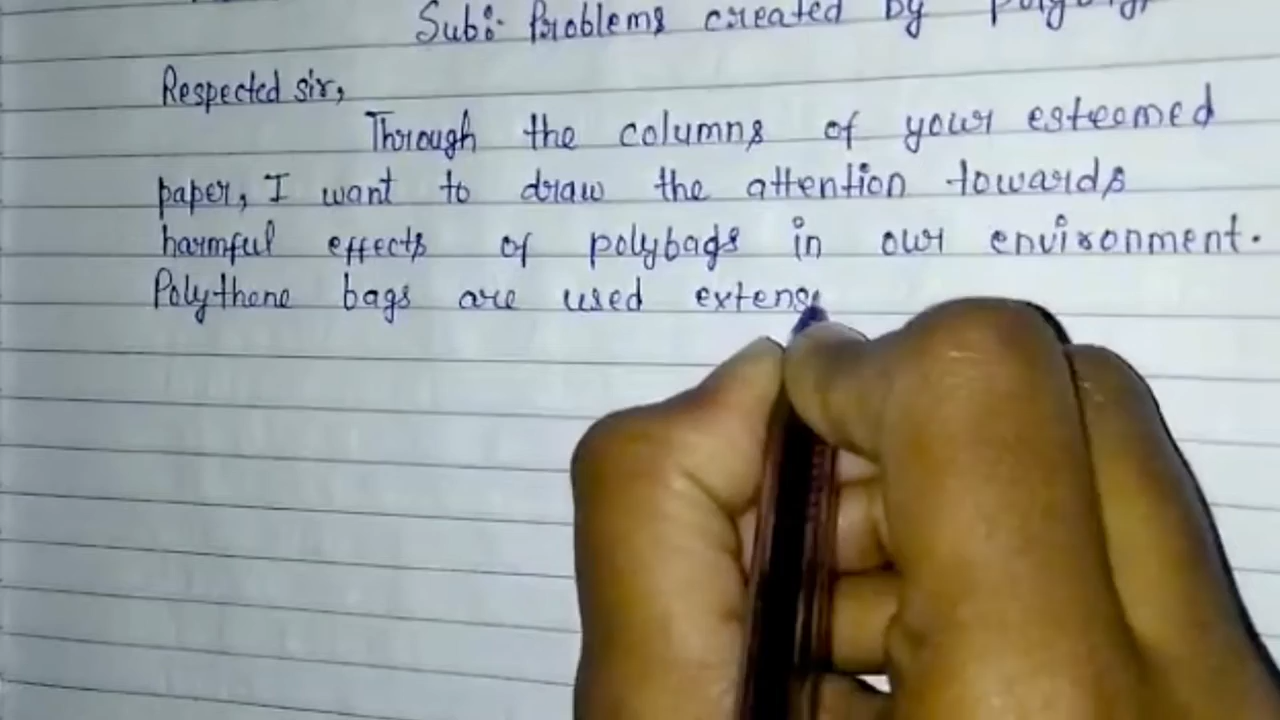 Sub:- Problems created by polybags
Respected sir,
Through the columns of your esteemed
paper, I want to draw the attention towards
harmful effects of polybags in our environment.
Polythene bags are used extens